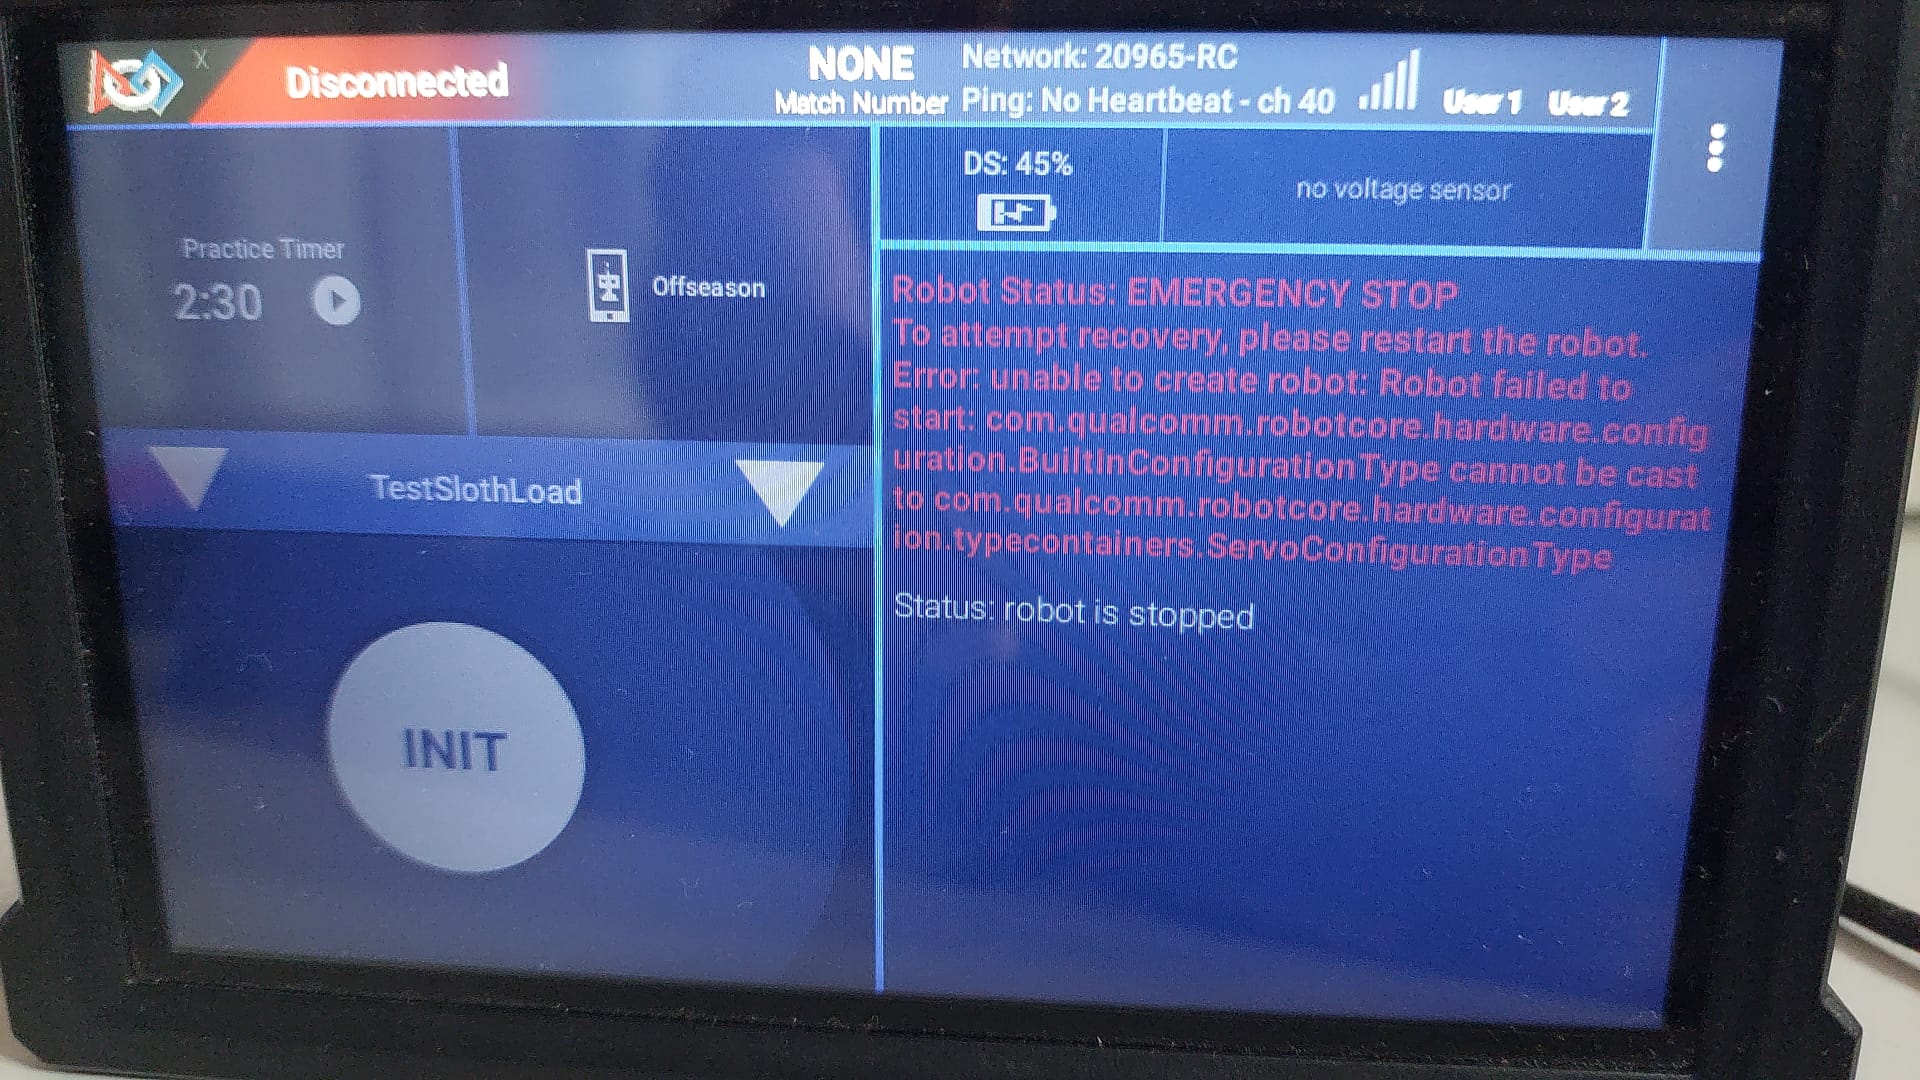 X
Disconnected
NONE
Match Number
Network: 20965-RC
Ping: No Heartbeat - ch 40
User 1 User 2
Practice Timer
2:30
Offseason
DS: 45%
no voltage sensor
TestSlothLoad
INIT
Robot Status: EMERGENCY STOP
To attempt recovery, please restart the robot.
Error: unable to create robot: Robot failed to
start: com.qualcomm.robotcore.hardware.config
uration.BuiltInConfigurationType cannot be cast
to com.qualcomm.robotcore.hardware.configurat
ion.typecontainers.ServoConfigurationType
Status: robot is stopped